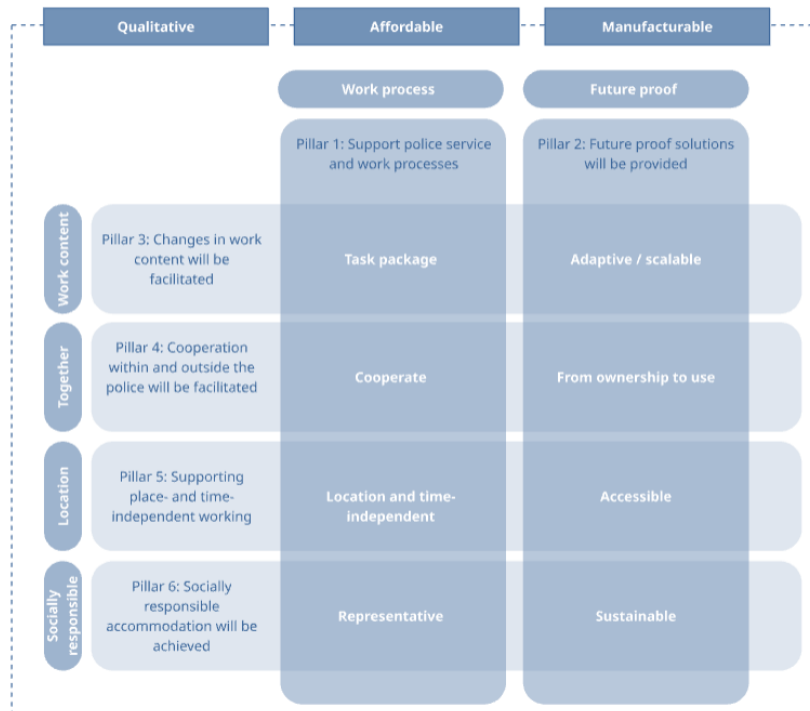 Qualitative
Affordable
Manufacturable
Work process
Future proof
Pillar 1: Support police service
and work processes
Pillar 2: Future proof solutions
will be provided
Work content
Pillar 3: Changes in work
content will be
facilitated
Task package
Adaptive / scalable
Together
Pillar 4: Cooperation
within and outside the
police will be facilitated
Cooperate
From ownership to use
Location
Pillar 5: Supporting
place- and time-
independent working
Location and time-
independent
Accessible
Socially
responsible
Pillar 6: Socially
responsible
accommodation will be
achieved
Representative
Sustainable